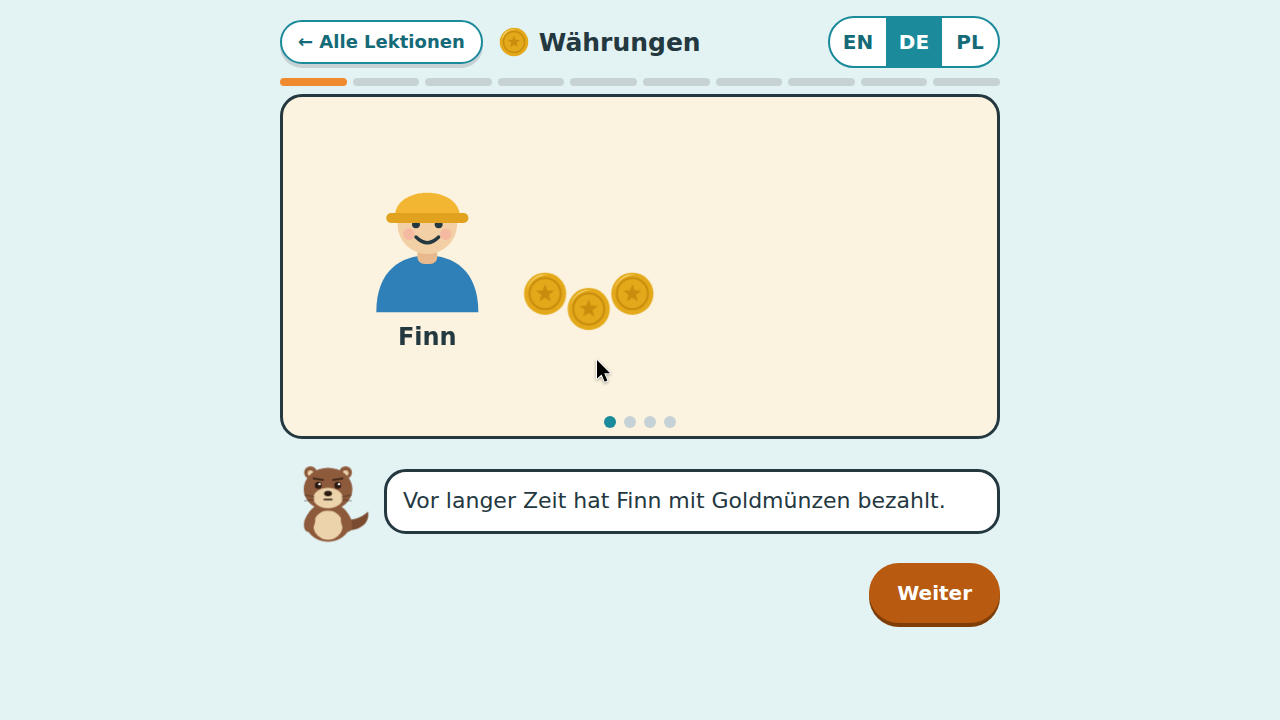 ← Alle Lektionen
Währungen
EN DE PL
Finn
Vor langer Zeit hat Finn mit Goldmünzen bezahlt.
Weiter